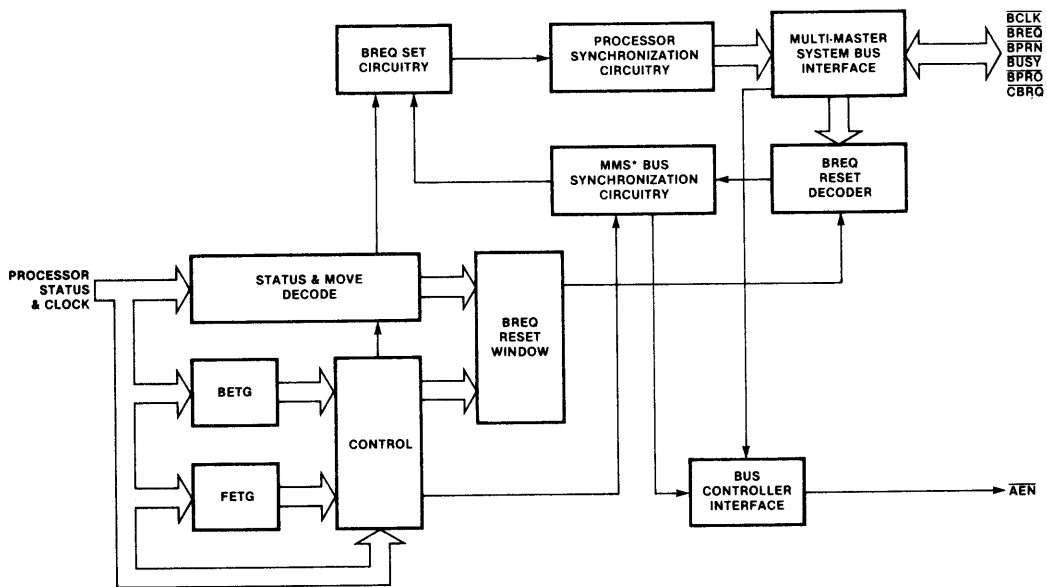 BREQ SET
CIRCUITRY
PROCESSOR
SYNCHRONIZATION
CIRCUITRY
MULTI-MASTER
SYSTEM BUS
INTERFACE
BCLK
BREQ
BPRN
BUSY
BPRO
CBRQ
MMS* BUS
SYNCHRONIZATION
CIRCUITRY
BREQ
RESET
DECODER
PROCESSOR
STATUS
& CLOCK
STATUS & MOVE
DECODE
BREQ
RESET
WINDOW
BETG
CONTROL
FETG
BUS
CONTROLLER
INTERFACE
AEN